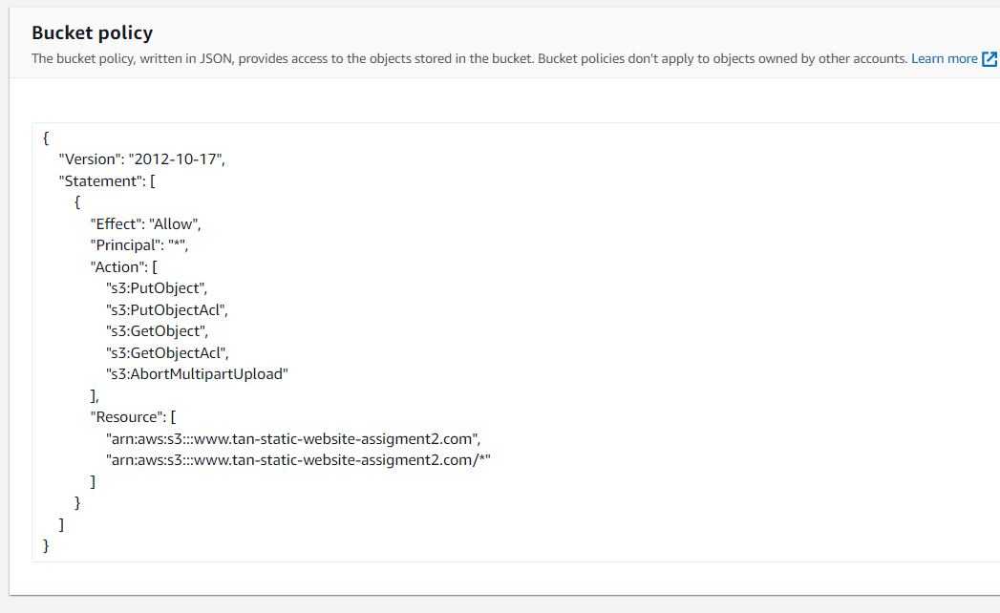 Bucket policy
The bucket policy, written in JSON, provides access to the objects stored in the bucket. Bucket policies don't apply to objects owned by other accounts. Learn more
{
"Version": "2012-10-17",
"Statement": [
{
"Effect": "Allow",
"Principal": "*",
"Action": [
"s3:PutObject",
"s3:PutObjectAcl",
"s3:GetObject",
"s3:GetObjectAcl",
"s3:AbortMultipartUpload"
],
"Resource": [
"arn:aws:s3:::www.tan-static-website-assigment2.com",
"arn:aws:s3:::www.tan-static-website-assigment2.com/*"
]
}
]
}